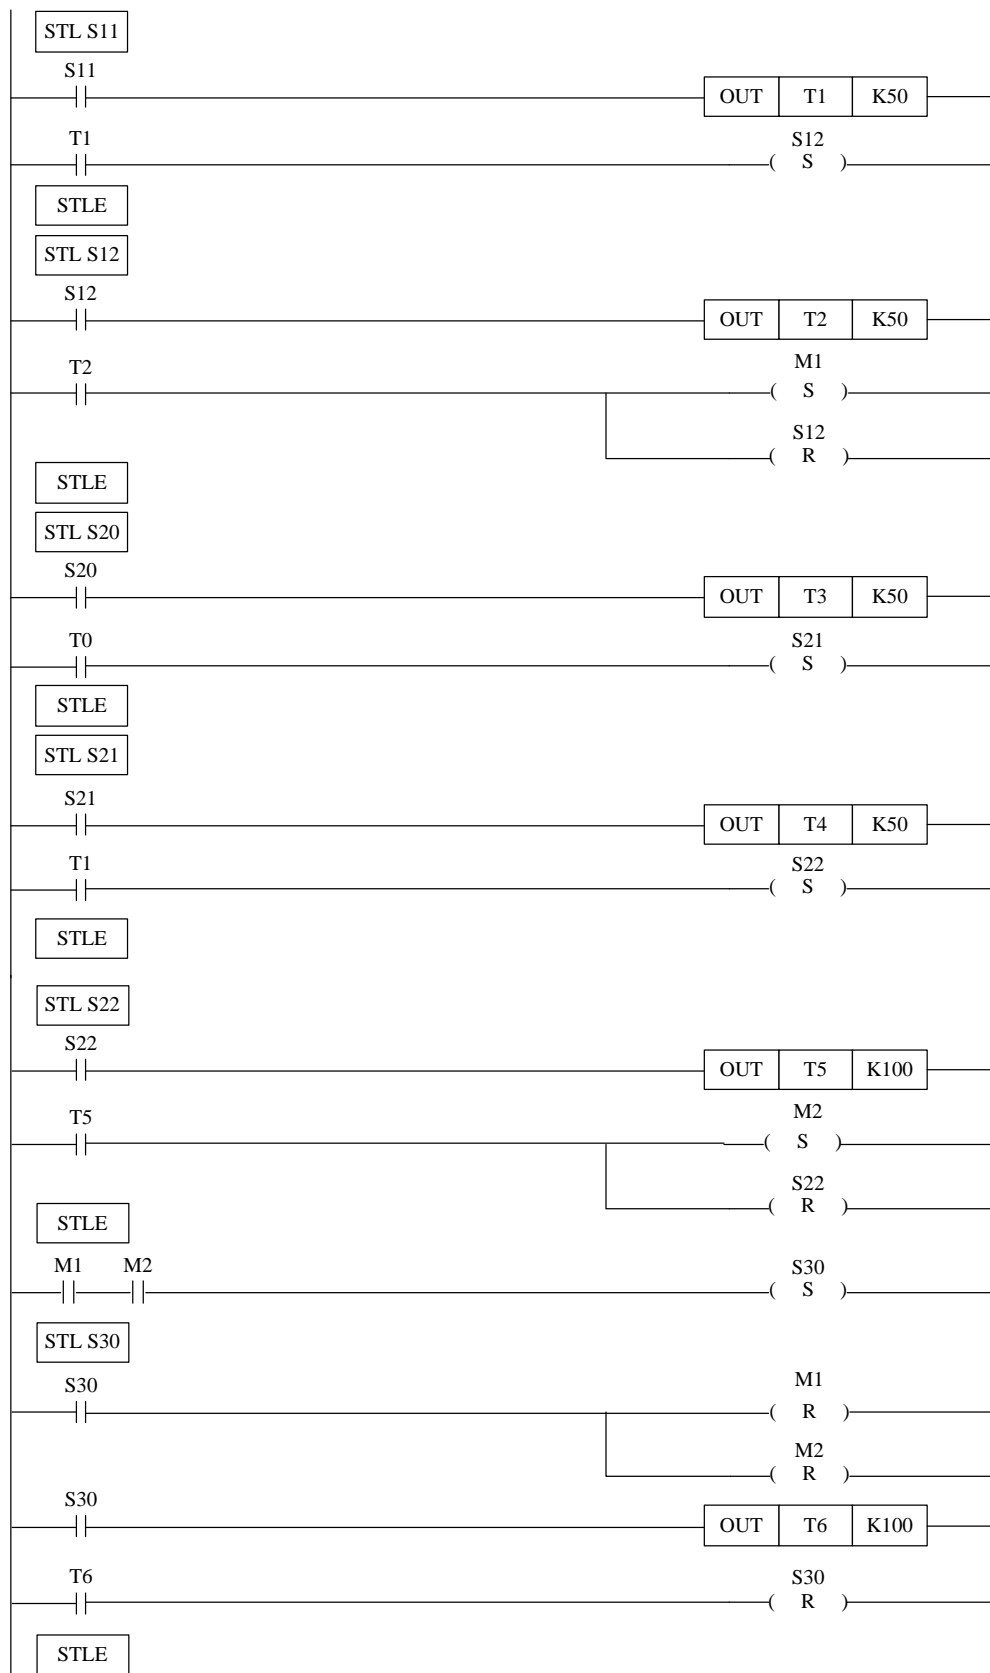 STL S11
S11
OUT T1 K50
T1 S12
( S )
STLE
STL S12
S12
OUT T2 K50
T2 M1
( S )
S12
( R )
STLE
STL S20
S20
OUT T3 K50
T0 S21
( S )
STLE
STL S21
S21
OUT T4 K50
T1 S22
( S )
STLE
STL S22
S22
OUT T5 K100
T5 M2
( S )
S22
( R )
STLE
M1 M2 S30
( S )
STL S30
S30 M1
( R )
M2
( R )
S30
OUT T6 K100
T6 S30
( R )
STLE